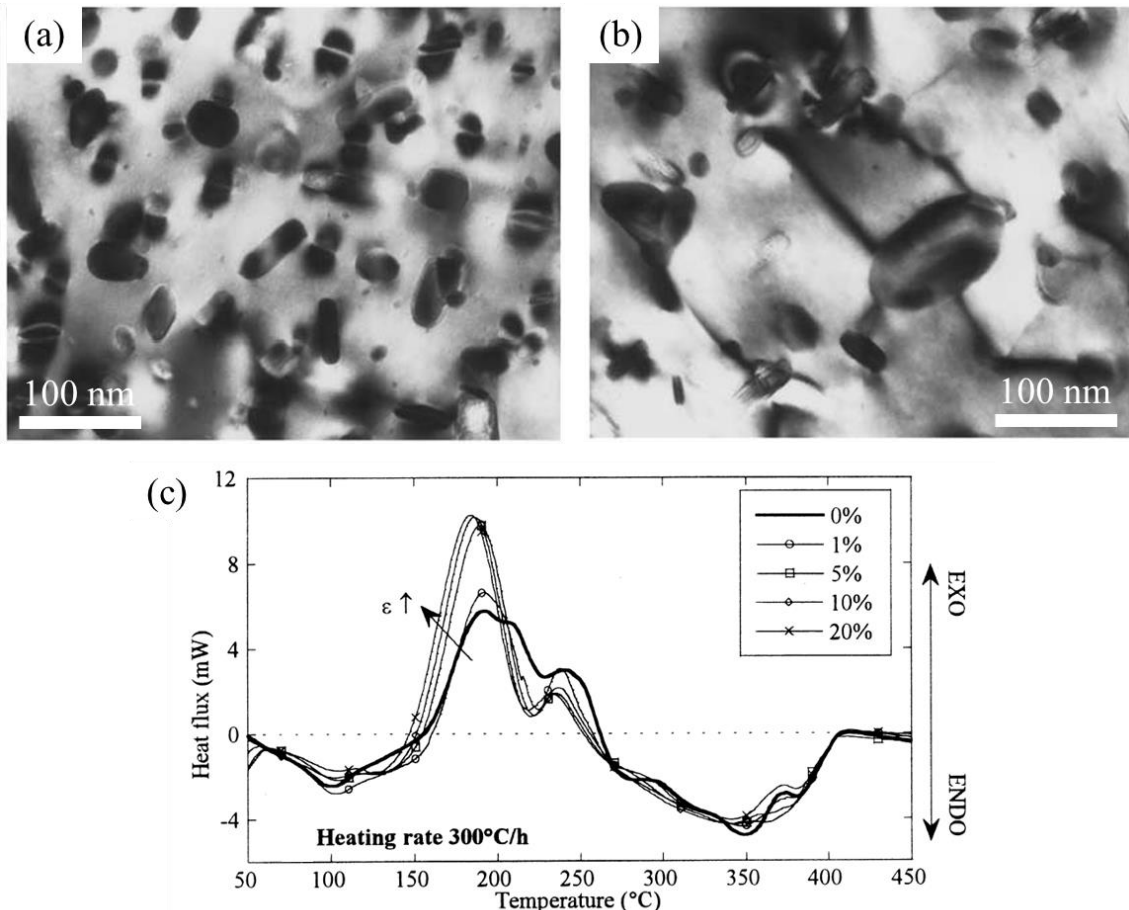 (a)
100 nm
(b)
100 nm
(c)
12
8
4
0
-4
Heat flux (mW)
ε ↑
0%
1%
5%
10%
20%
EXO
ENDO
Heating rate 300°C/h
50 100 150 200 250 300 350 400 450
Temperature (°C)